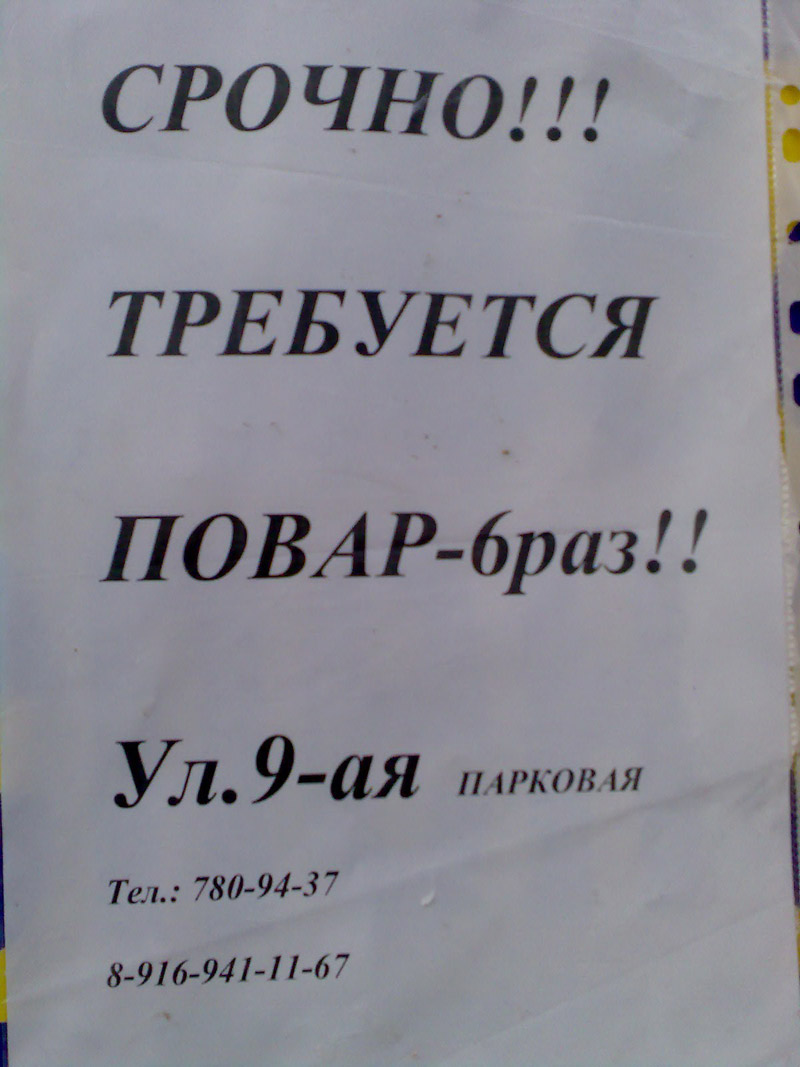 СРОЧНО!!!
ТРЕБУЕТСЯ
ПОВАР-6раз!!
Ул.9-ая ПАРКОВАЯ
Тел.: 780-94-37
8-916-941-11-67